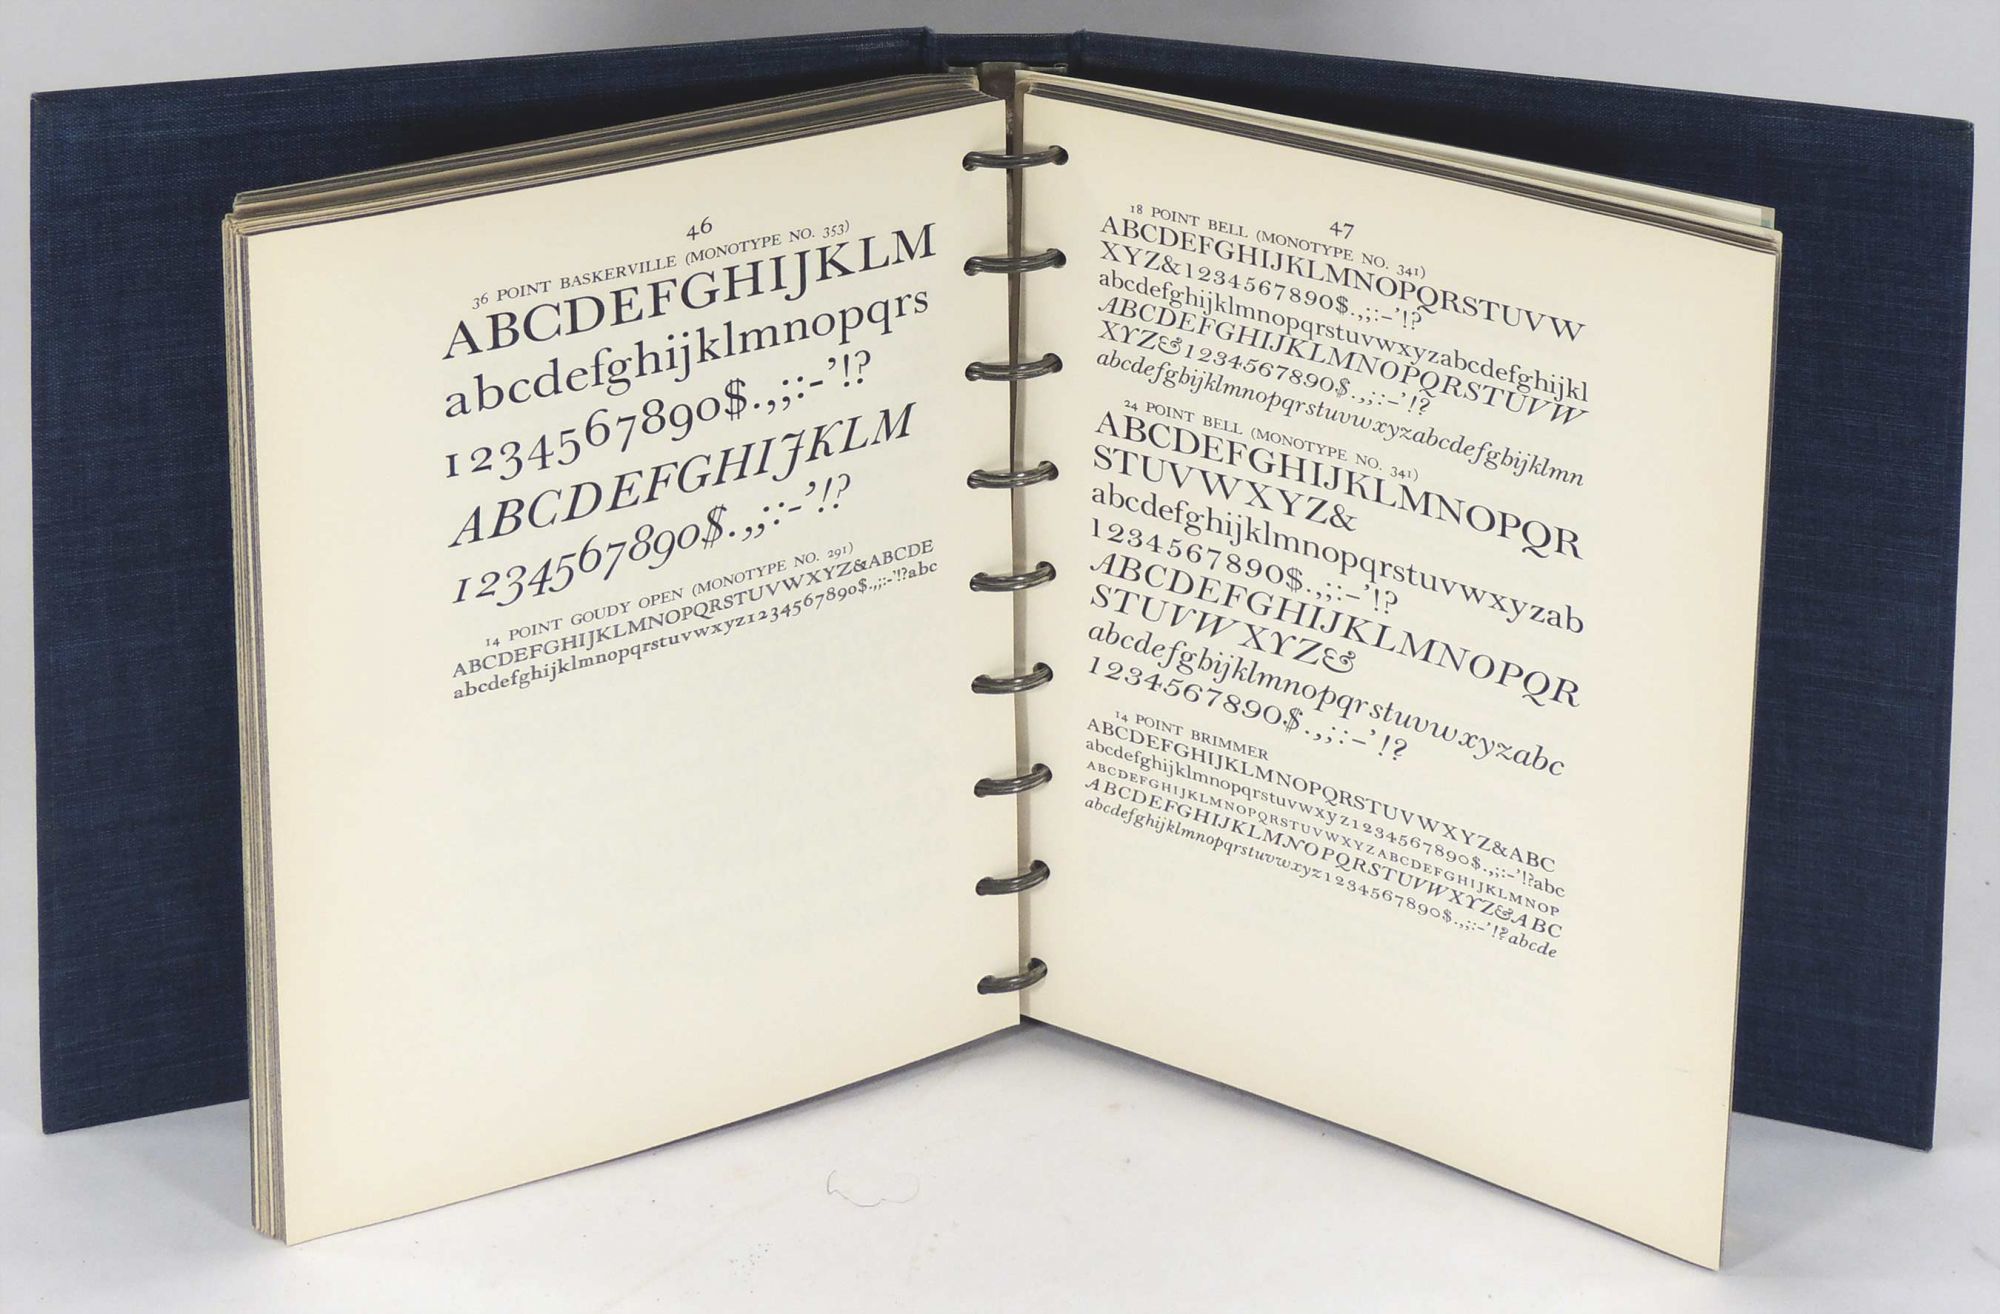 46
36 POINT BASKERVILLE (MONOTYPE NO. 353)
ABCDEFGHIJKLM
abcdefghijklmnopqrs
1234567890$.,;:-'!?
ABCDEFGHIJKLM
1234567890$.,;:-'!?
14 POINT GOUDY OPEN (MONOTYPE NO. 291)
ABCDEFGHIJKLMNOPQRSTUVWXYZ&ABCDE
abcdefghijklmnopqrstuvwxyz1234567890$.,;:-'!?abc
47
18 POINT BELL (MONOTYPE NO. 341)
ABCDEFGHIJKLMNOPQRSTUVW
XYZ&1234567890$.,;:-'!?
abcdefghijklmnopqrstuvwxyzabcdefghijkl
ABCDEFGHIJKLMNOPQRSTUVW
XYZ&1234567890$.,;:-'!?
abcdefghijklmnopqrstuvwxyzabcdefghijklmn
24 POINT BELL (MONOTYPE NO. 341)
ABCDEFGHIJKLMNOPQR
STUVWXYZ&
abcdefghijklmnopqrstuvwxyzab
1234567890$.,;:-'!?
ABCDEFGHIJKLMNOPQR
STUVWXYZ&
abcdefghijklmnopqrstuvwxyzabc
1234567890$.,;:-'!?
14 POINT BRIMMER
ABCDEFGHIJKLMNOPQRSTUVWXYZ&ABC
abcdefghijklmnopqrstuvwxyz1234567890$.,;:-'!?abc
ABCDEFGHIJKLMNOPQRSTUVWXYZABCDEFGHIJKLMNOP
ABCDEFGHIJKLMNOPQRSTUVWXYZ&ABC
abcdefghijklmnopqrstuvwxyz1234567890$.,;:-'!?abcde